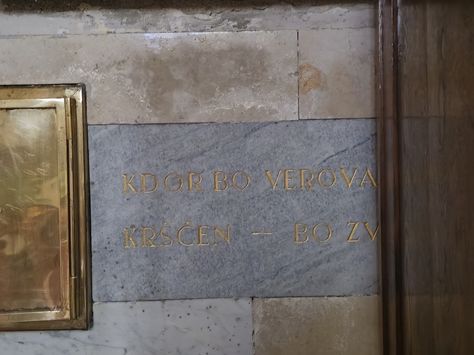 KDOR BO VEROVA
KRŠČEN — BO ZV